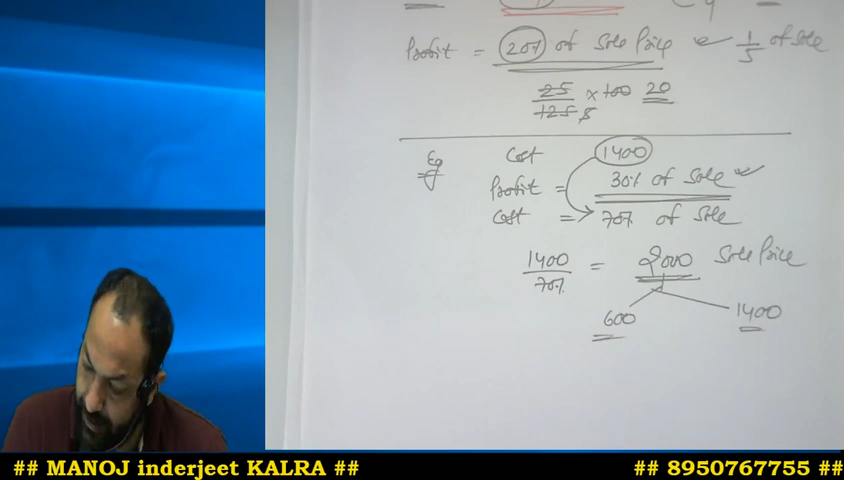 Profit = 20% of Sale Price ✓ 1/5 of Sale
25/125 5 × 100 20
Eg Cost 1400
Profit = 30% of Sale ✓
Cost => 70% of Sale
1400/70% = 2000 Sale Price
600 1400
## MANOJ inderjeet KALRA ## ## 8950767755 ##